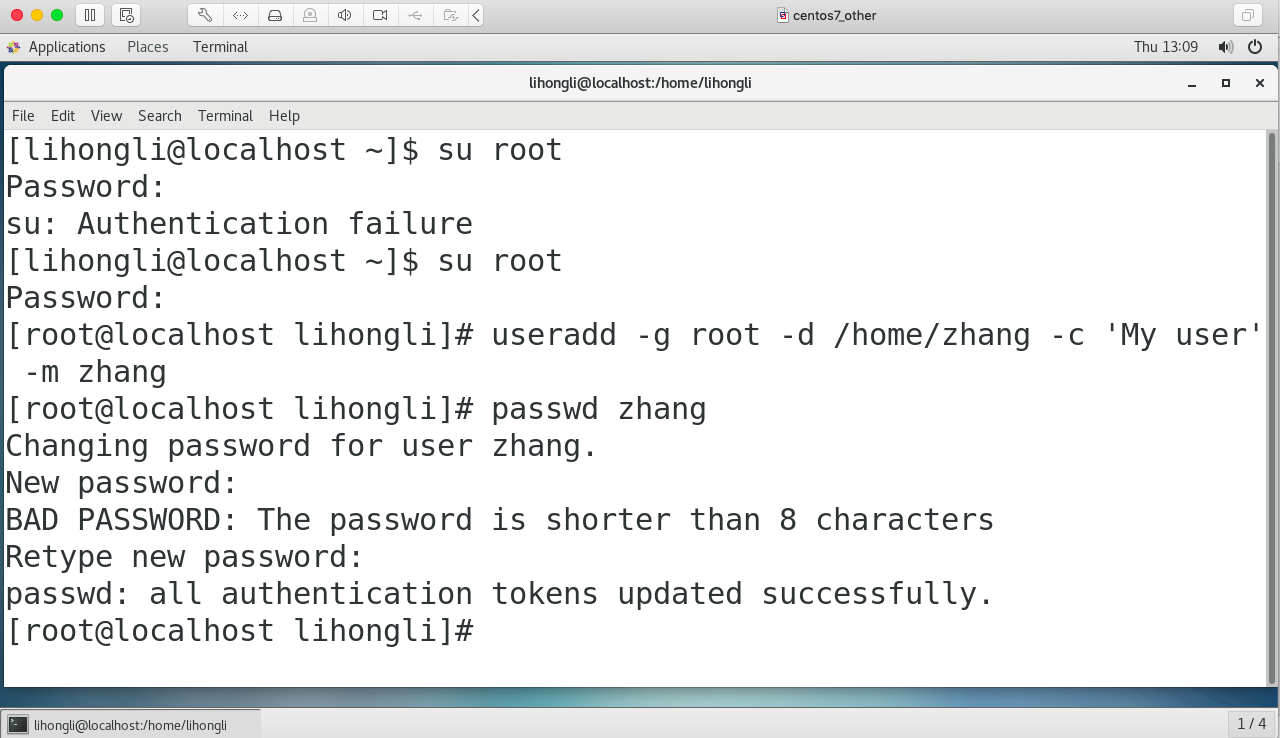 centos7_other
Applications Places Terminal Thu 13:09
lihongli@localhost:/home/lihongli
File Edit View Search Terminal Help
[lihongli@localhost ~]$ su root
Password:
su: Authentication failure
[lihongli@localhost ~]$ su root
Password:
[root@localhost lihongli]# useradd -g root -d /home/zhang -c 'My user'
 -m zhang
[root@localhost lihongli]# passwd zhang
Changing password for user zhang.
New password:
BAD PASSWORD: The password is shorter than 8 characters
Retype new password:
passwd: all authentication tokens updated successfully.
[root@localhost lihongli]#
lihongli@localhost:/home/lihongli 1 / 4